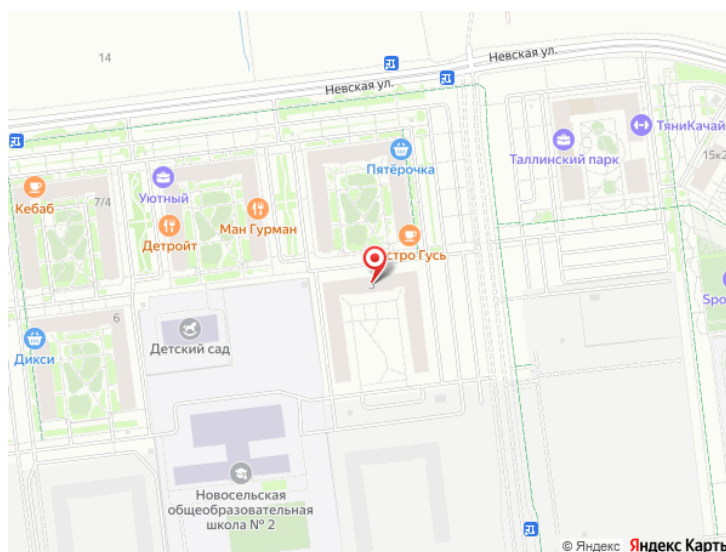 14
Невская ул.
Невская ул.
ТяниКачай
Пятёрочка
Таллинский парк
15к2
7/4
Уютный
Кебаб
Ман Гурман
Детройт
стро Гусь
Spo
6
Детский сад
Дикси
Новосельская
общеобразовательная
школа № 2
© Яндекс Яндекс Карты